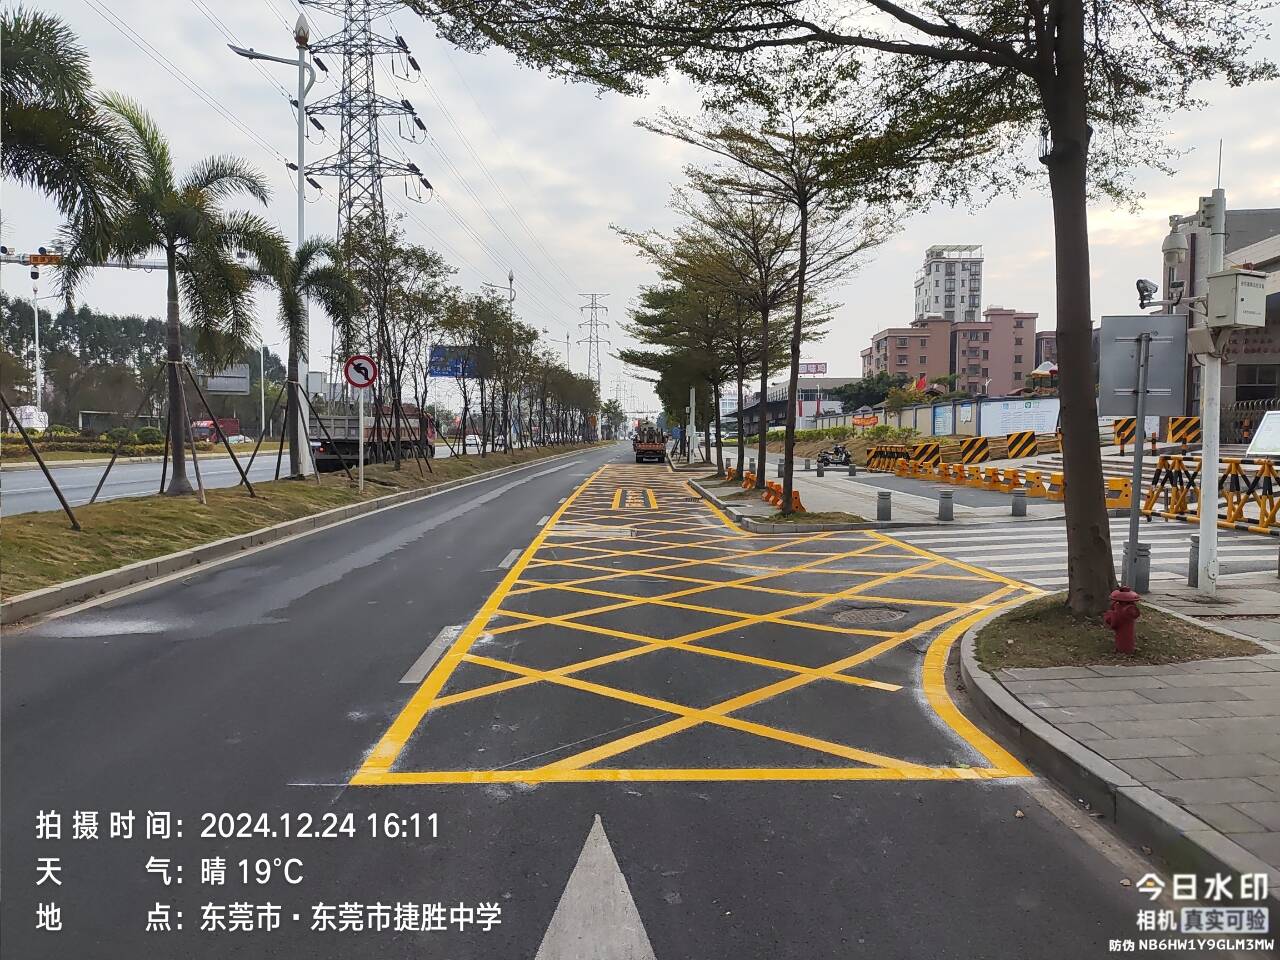 拍摄时间：2024.12.24 16:11
天 气：晴 19°C
地 点：东莞市·东莞市捷胜中学
今日水印
相机 真实可验
防伪 NB6HW1Y9GLM3MW